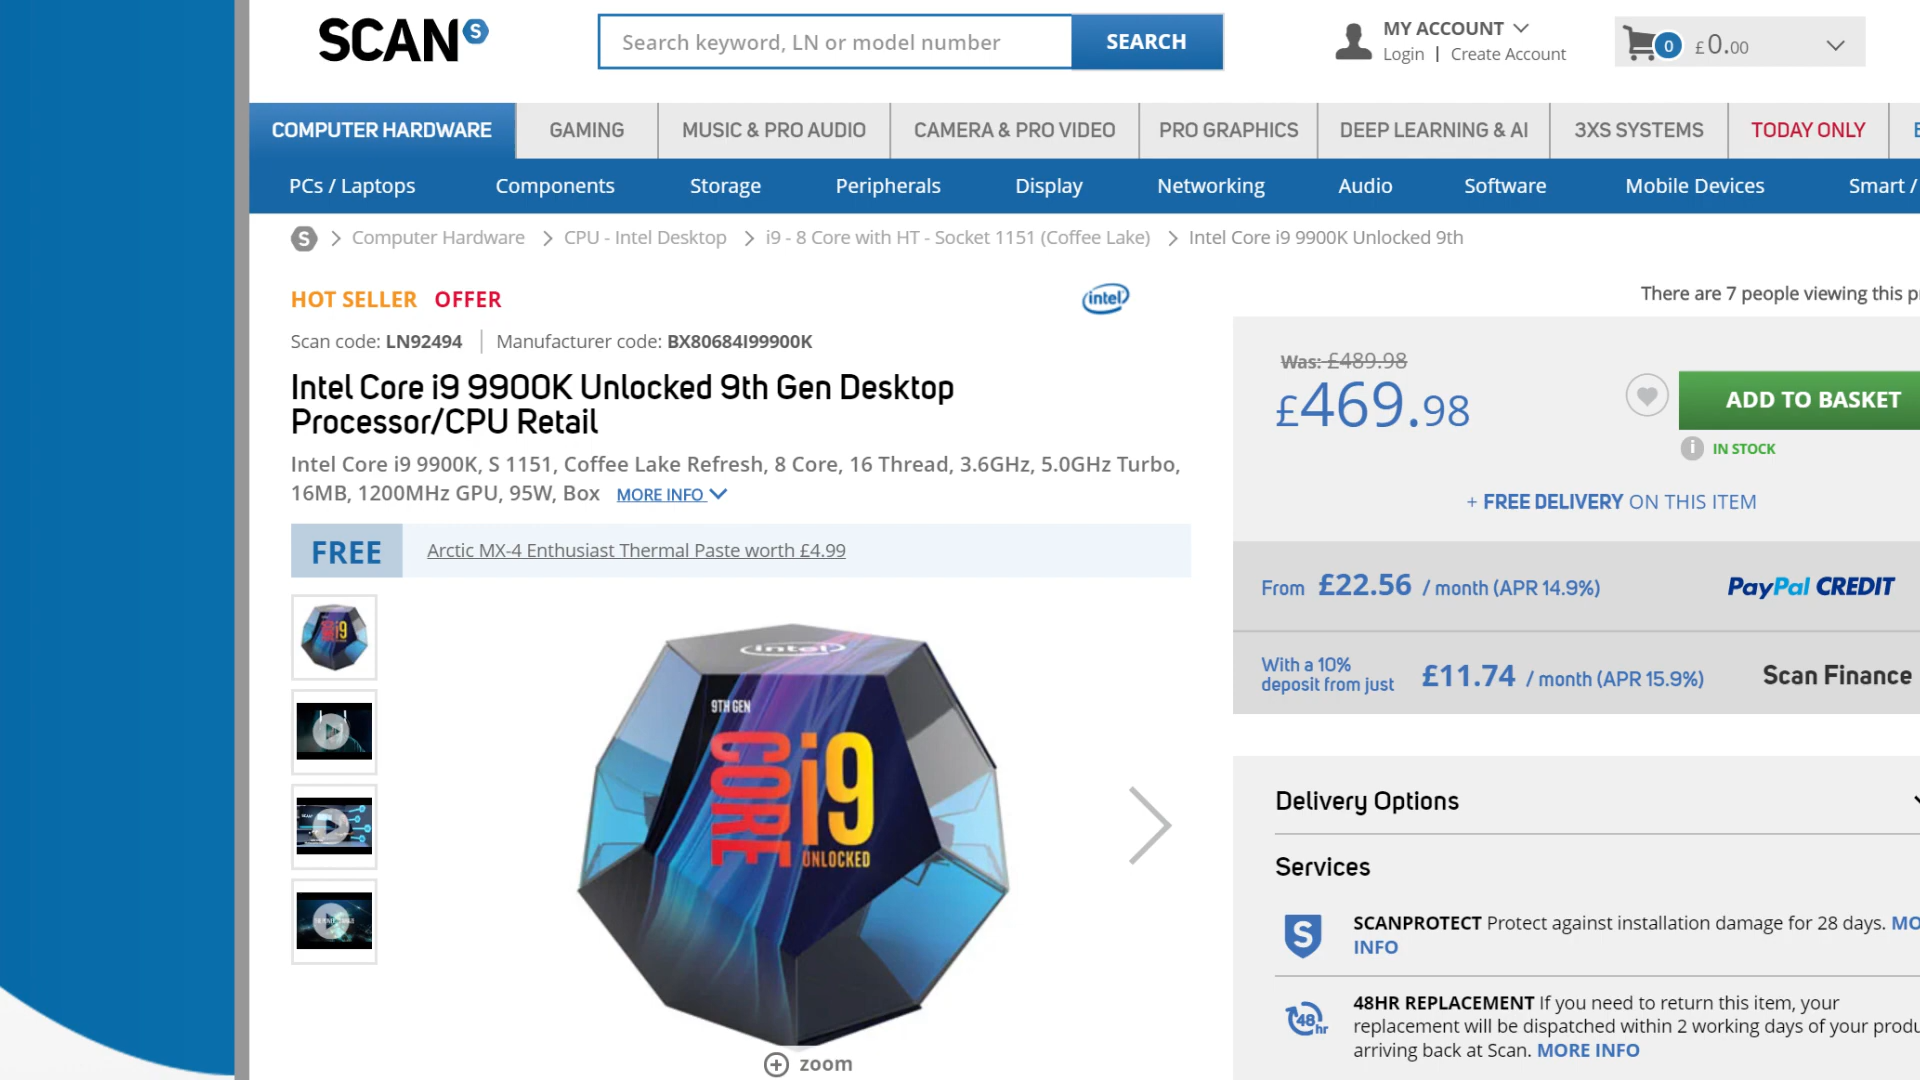 SCAN S
Search keyword, LN or model number
SEARCH
MY ACCOUNT
Login | Create Account
0
£0.00
COMPUTER HARDWARE
GAMING
MUSIC & PRO AUDIO
CAMERA & PRO VIDEO
PRO GRAPHICS
DEEP LEARNING & AI
3XS SYSTEMS
TODAY ONLY
PCs / Laptops
Components
Storage
Peripherals
Display
Networking
Audio
Software
Mobile Devices
Smart /
S > Computer Hardware > CPU - Intel Desktop > i9 - 8 Core with HT - Socket 1151 (Coffee Lake) > Intel Core i9 9900K Unlocked 9th
HOT SELLER OFFER
intel
Scan code: LN92494 | Manufacturer code: BX80684I99900K
Intel Core i9 9900K Unlocked 9th Gen Desktop
Processor/CPU Retail
Intel Core i9 9900K, S 1151, Coffee Lake Refresh, 8 Core, 16 Thread, 3.6GHz, 5.0GHz Turbo,
16MB, 1200MHz GPU, 95W, Box MORE INFO
FREE
Arctic MX-4 Enthusiast Thermal Paste worth £4.99
intel
9TH GEN
CORE i9
UNLOCKED
zoom
There are 7 people viewing this p
Was: £489.98
£469.98
ADD TO BASKET
IN STOCK
+ FREE DELIVERY ON THIS ITEM
From £22.56 / month (APR 14.9%)
PayPal CREDIT
With a 10%
deposit from just
£11.74 / month (APR 15.9%)
Scan Finance
Delivery Options
Services
S
SCANPROTECT Protect against installation damage for 28 days. MO
INFO
48hr
48HR REPLACEMENT If you need to return this item, your
replacement will be dispatched within 2 working days of your produ
arriving back at Scan. MORE INFO